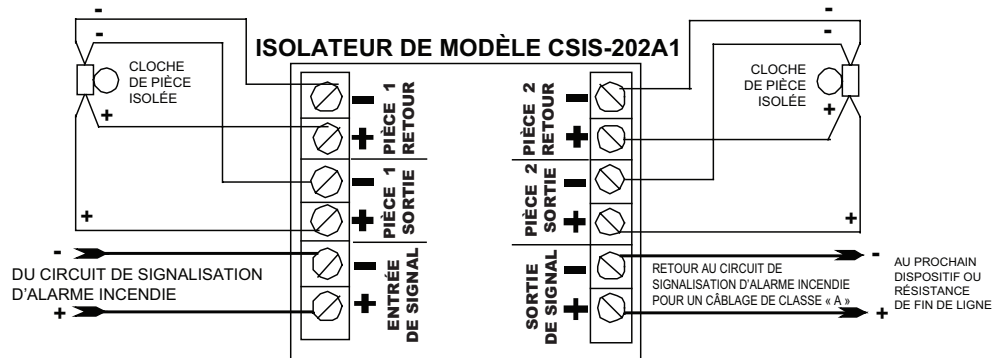 ISOLATEUR DE MODÈLE CSIS-202A1
-
-
CLOCHE
DE PIÈCE
ISOLÉE
+
+
- PIÈCE 1
+ RETOUR
- PIÈCE 1
+ SORTIE
- ENTRÉE
+ DE SIGNAL
-
DU CIRCUIT DE SIGNALISATION
D'ALARME INCENDIE
+
-
-
CLOCHE
DE PIÈCE
ISOLÉE
+
+
PIÈCE 2 -
RETOUR +
PIÈCE 2 -
SORTIE +
SORTIE -
DE SIGNAL +
RETOUR AU CIRCUIT DE
SIGNALISATION D'ALARME INCENDIE
POUR UN CÂBLAGE DE CLASSE « A »
-
+
AU PROCHAIN
DISPOSITIF OU
RÉSISTANCE
DE FIN DE LIGNE